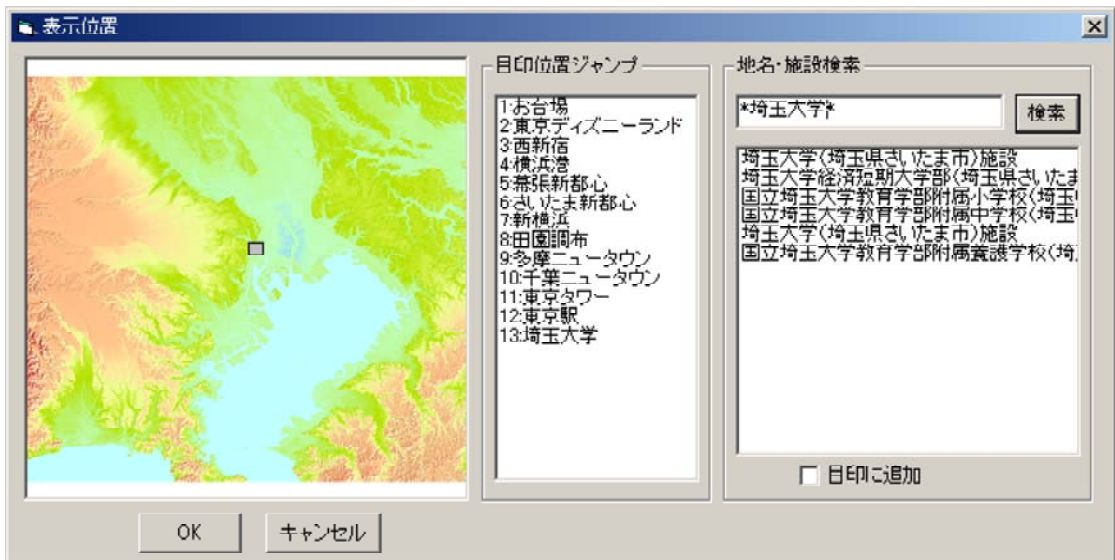 表示位置
目印位置ジャンプ
1:お台場
2:東京ディズニーランド
3:西新宿
4:横浜港
5:幕張新都心
6:さいたま新都心
7:新横浜
8:田園調布
9:多摩ニュータウン
10:千葉ニュータウン
11:東京タワー
12:東京駅
13:埼玉大学
地名・施設検索
*埼玉大学*
検索
埼玉大学(埼玉県さいたま市)施設
埼玉大学経済短期大学部(埼玉県さいたま
国立埼玉大学教育学部附属小学校(埼玉
国立埼玉大学教育学部附属中学校(埼玉
埼玉大学(埼玉県さいたま市)施設
国立埼玉大学教育学部附属養護学校(埼
目印に追加
OK
キャンセル